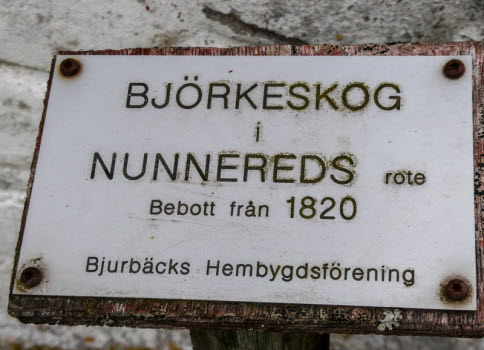 BJÖRKESKOG
i
NUNNEREDS rote
Bebott från 1820
Bjurbäcks Hembygdsförening